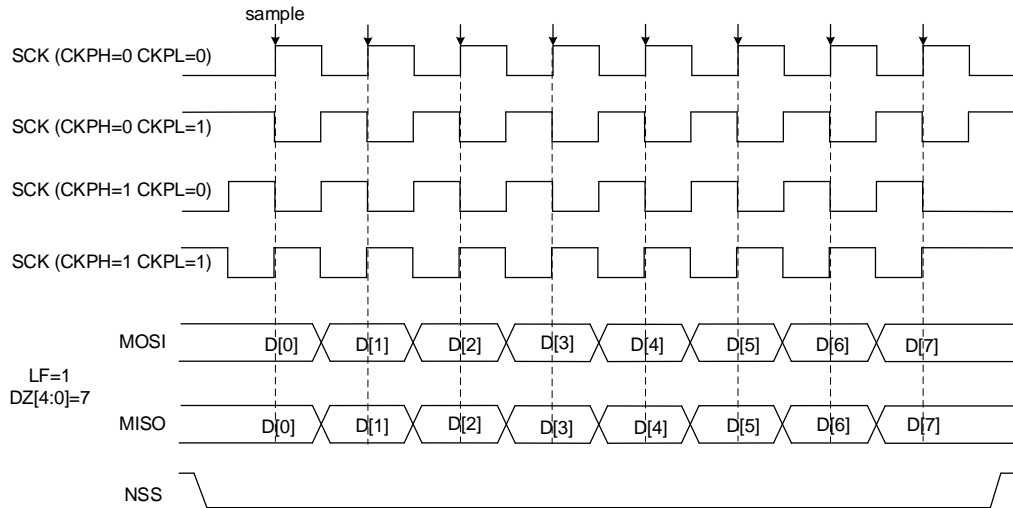 sample
SCK (CKPH=0 CKPL=0)
SCK (CKPH=0 CKPL=1)
SCK (CKPH=1 CKPL=0)
SCK (CKPH=1 CKPL=1)
MOSI D[0] D[1] D[2] D[3] D[4] D[5] D[6] D[7]
LF=1
DZ[4:0]=7
MISO D[0] D[1] D[2] D[3] D[4] D[5] D[6] D[7]
NSS